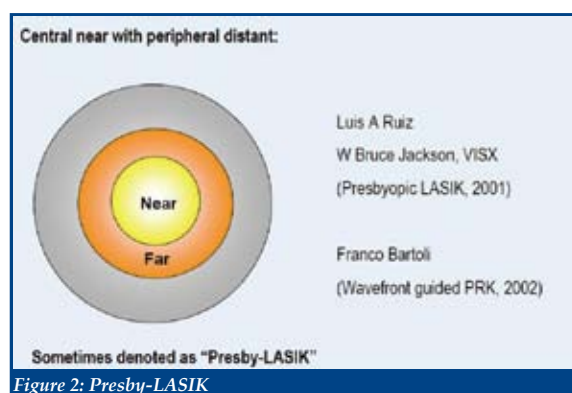 Central near with peripheral distant:
Near
Far
Luis A Ruiz
W Bruce Jackson, VISX
(Presbyopic LASIK, 2001)
Franco Bartoli
(Wavefront guided PRK, 2002)
Sometimes denoted as “Presby-LASIK”
Figure 2: Presby-LASIK